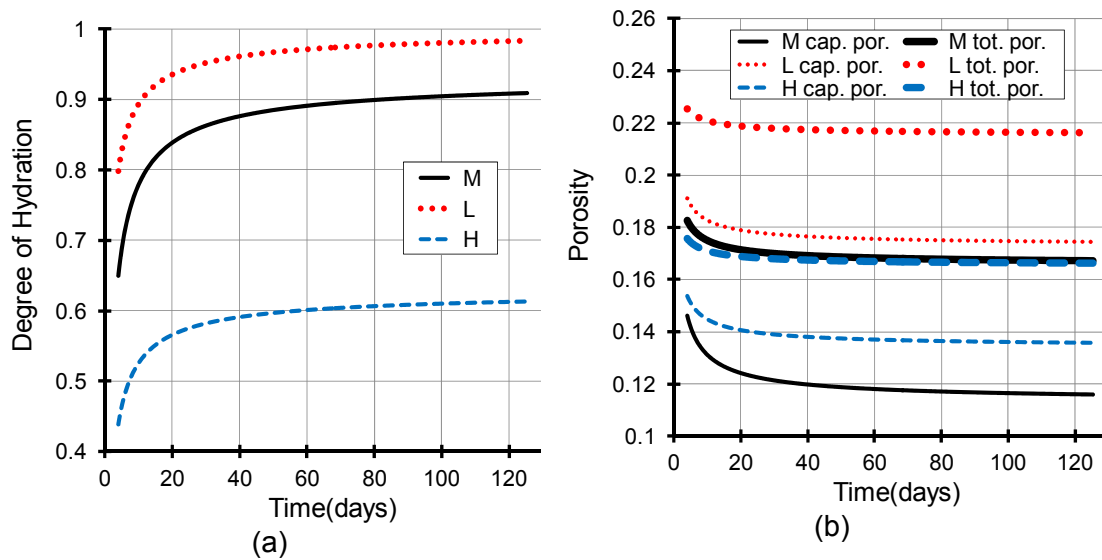 1
0.9
0.8
0.7
0.6
0.5
0.4
Degree of Hydration
M
L
H
0 20 40 60 80 100 120
Time(days)
(a)
0.26
0.24
0.22
0.2
0.18
0.16
0.14
0.12
0.1
Porosity
M cap. por. M tot. por.
L cap. por. L tot. por.
H cap. por. H tot. por.
0 20 40 60 80 100 120
Time(days)
(b)